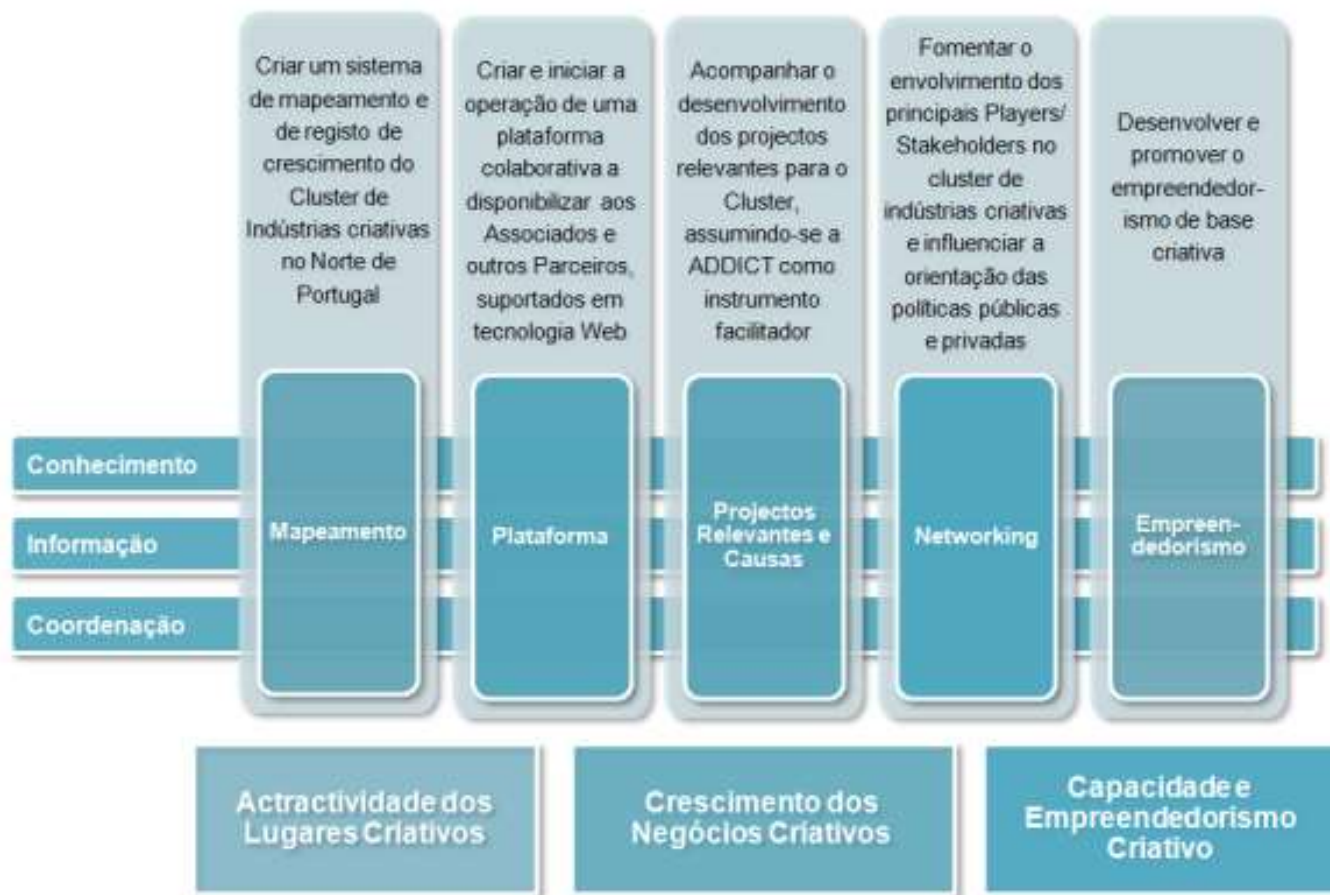 Criar um sistema
de mapeamento e
de registo de
crescimento do
Cluster de
Indústrias criativas
no Norte de
Portugal
Criar e iniciar a
operação de uma
plataforma
colaborativa a
disponibilizar aos
Associados e
outros Parceiros,
suportados em
tecnologia Web
Acompanhar o
desenvolvimento
dos projectos
relevantes para o
Cluster,
assumindo-se a
ADDICT como
instrumento
facilitador
Fomentar o
envolvimento dos
principais Players/
Stakeholders no
cluster de
indústrias criativas
e influenciar a
orientação das
políticas públicas
e privadas
Desenvolver e
promover o
empreendedor-
ismo de base
criativa
Conhecimento
Informação
Coordenação
Mapeamento
Plataforma
Projectos
Relevantes e
Causas
Networking
Empreen-
dedorismo
Actractividade dos
Lugares Criativos
Crescimento dos
Negócios Criativos
Capacidade e
Empreendedorismo
Criativo